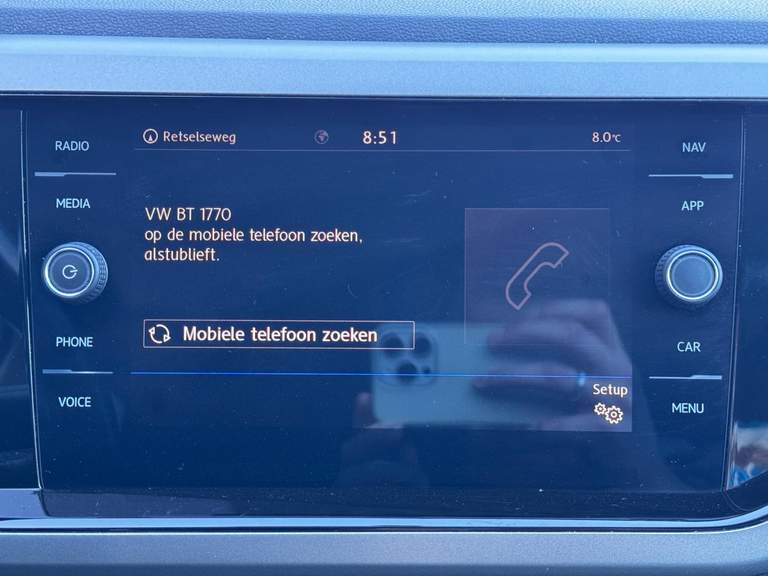 RADIO
MEDIA
PHONE
VOICE
Retselseweg 8:51 8.0°C
VW BT 1770
op de mobiele telefoon zoeken,
alstublieft.
Mobiele telefoon zoeken
Setup
NAV
APP
CAR
MENU